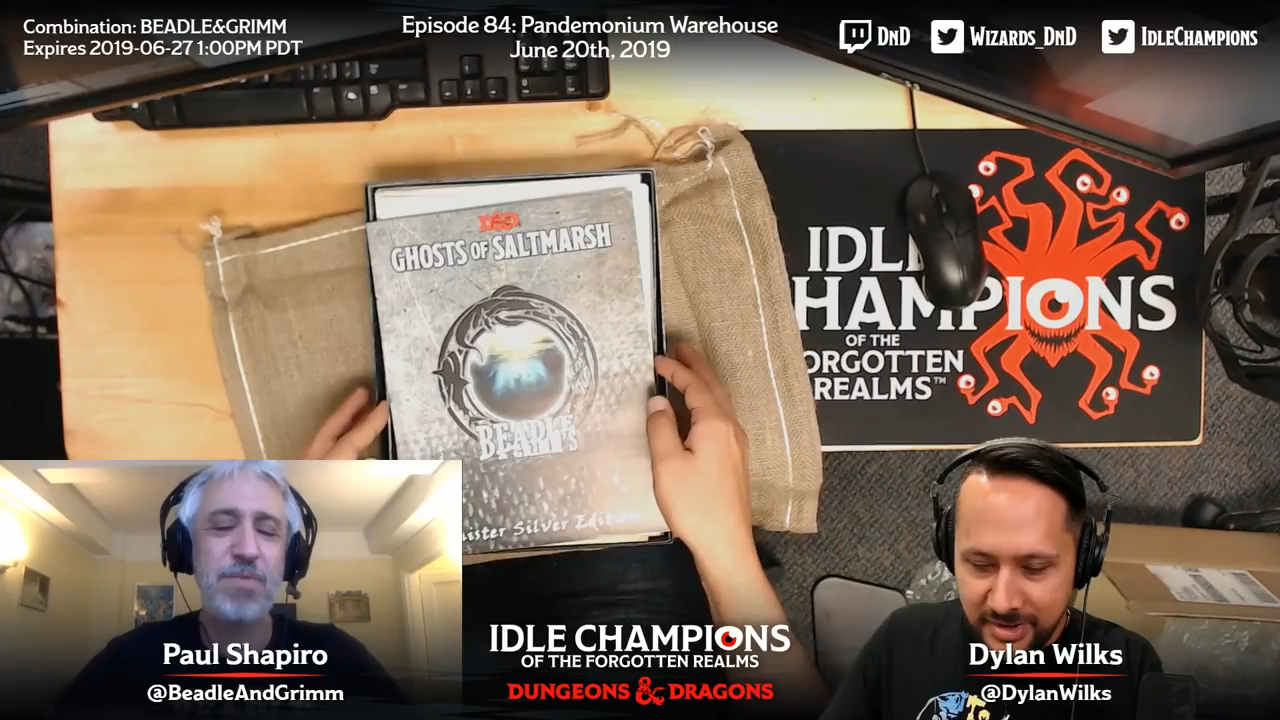 Combination: BEADLE&GRIMM
Expires 2019-06-27 1:00PM PDT
Episode 84: Pandemonium Warehouse
June 20th, 2019
DnD
Wizards_DnD
IdleChampions
D&D
GHOSTS OF SALTMARSH
BEADLE
Silver
IDLE
CHAMPIONS
OF THE
FORGOTTEN
REALMS™
Paul Shapiro
@BeadleAndGrimm
IDLE CHAMPIONS
OF THE FORGOTTEN REALMS
DUNGEONS & DRAGONS
Dylan Wilks
@DylanWilks